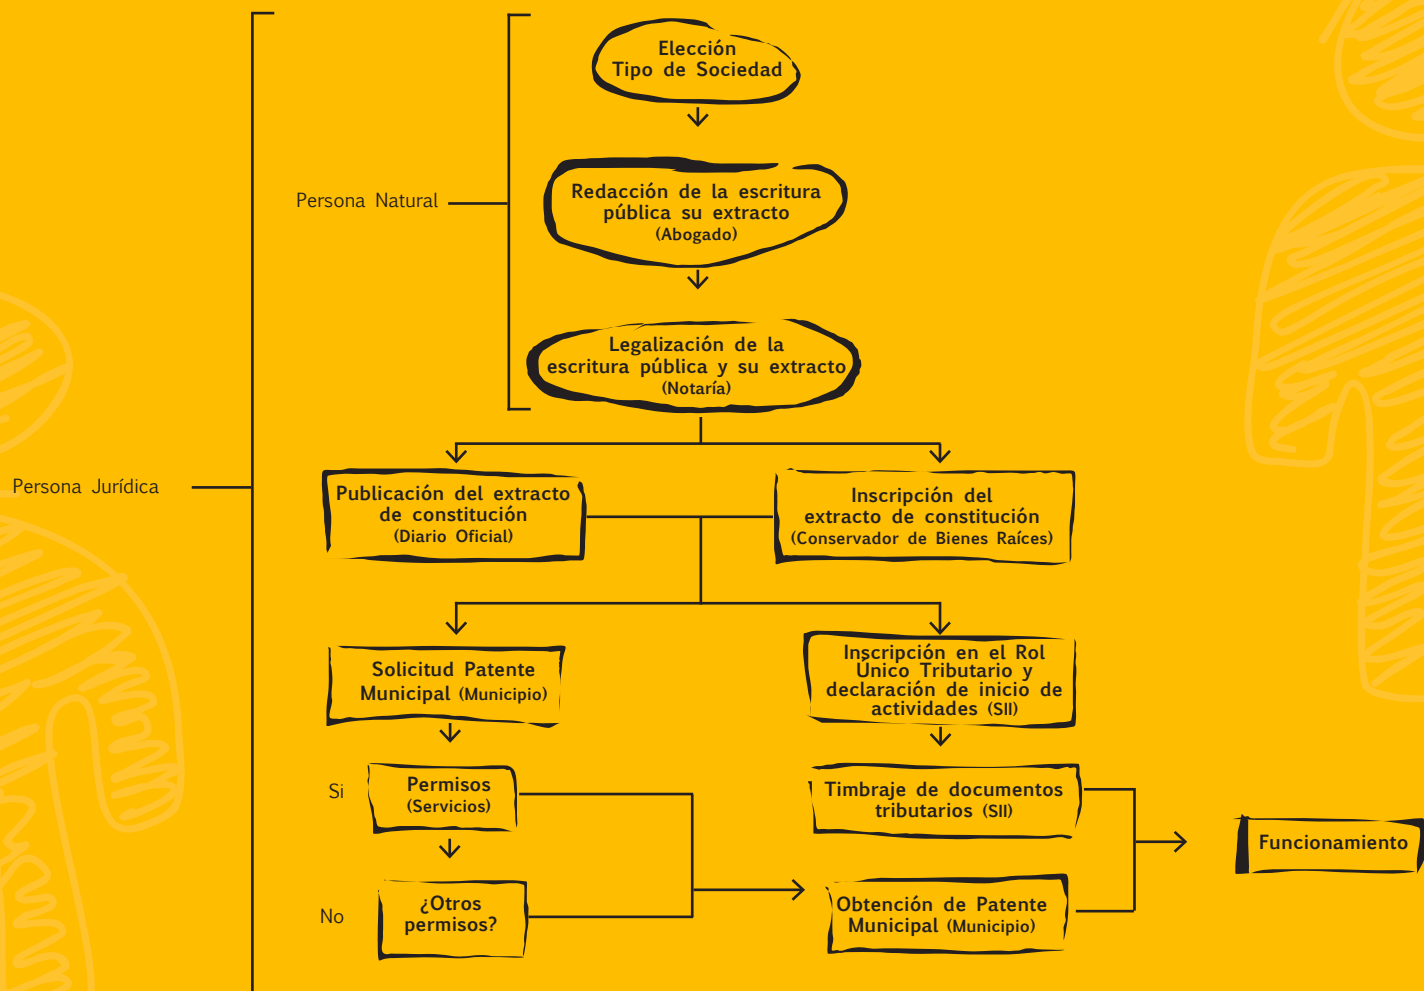 Elección
Tipo de Sociedad
Persona Natural
Redacción de la escritura
pública su extracto
(Abogado)
Legalización de la
escritura pública y su extracto
(Notaría)
Persona Jurídica
Publicación del extracto
de constitución
(Diario Oficial)
Inscripción del
extracto de constitución
(Conservador de Bienes Raíces)
Solicitud Patente
Municipal (Municipio)
Inscripción en el Rol
Único Tributario y
declaración de inicio de
actividades (SII)
Si
Permisos
(Servicios)
Timbraje de documentos
tributarios (SII)
Funcionamiento
No
¿Otros
permisos?
Obtención de Patente
Municipal (Municipio)